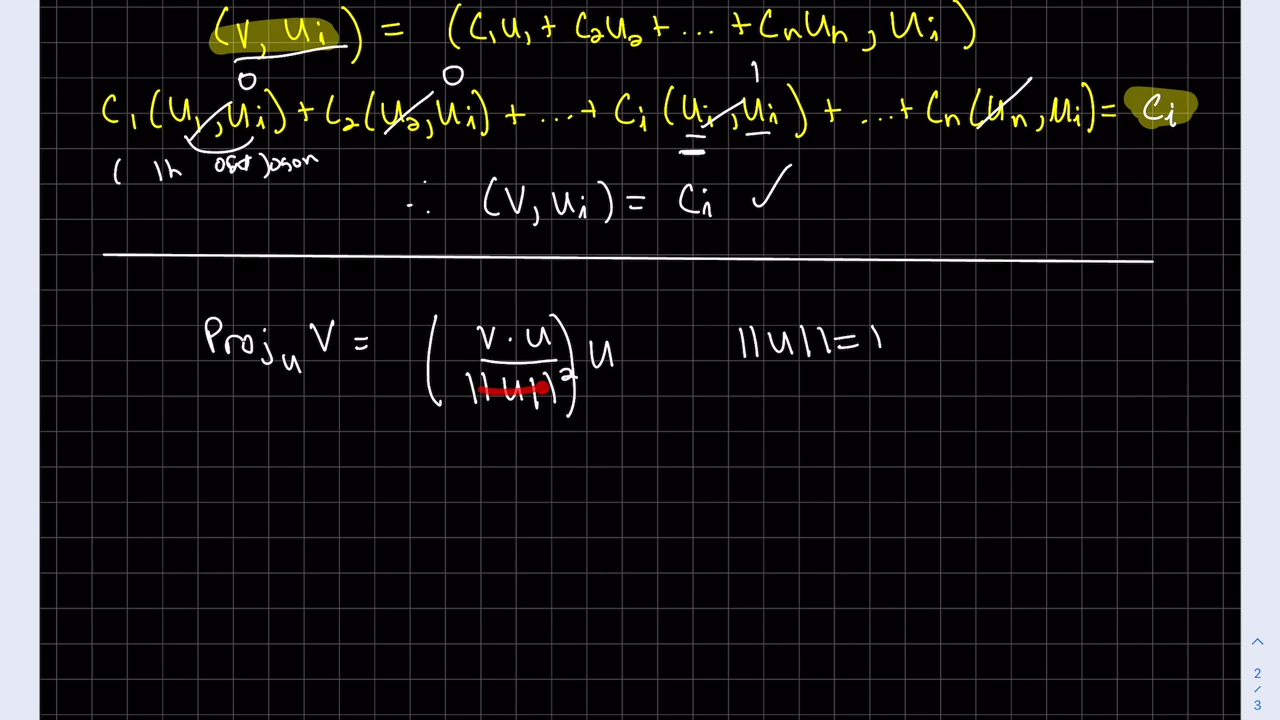 (v, uᵢ) = (c₁u₁ + c₂u₂ + ... + cₙuₙ, uᵢ)
0 0 1
c₁(u₁, uᵢ) + c₂(u₂, uᵢ) + ... + cᵢ(uᵢ, uᵢ) + ... + cₙ(uₙ, uᵢ) = cᵢ
∴ (v, uᵢ) = cᵢ ✓
Projᵤ V = (v · u / ||u||²) u ||u|| = 1
2
/
3